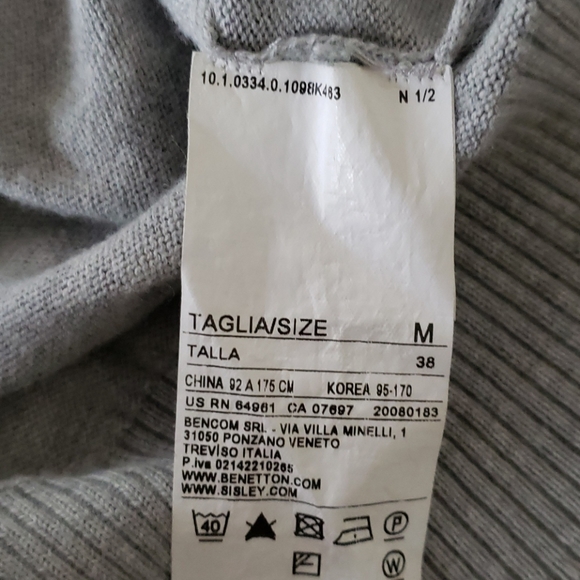 10.1.0334.0.1098K463 N 1/2
TAGLIA/SIZE M
TALLA 38
CHINA 92 A 175 CM KOREA 95-170
US RN 64961 CA 07697 20080183
BENCOM SRL - VIA VILLA MINELLI, 1
31050 PONZANO VENETO
TREVISO ITALIA
P.iva 02142210265
WWW.BENETTON.COM
WWW.SISLEY.COM
40 P
W